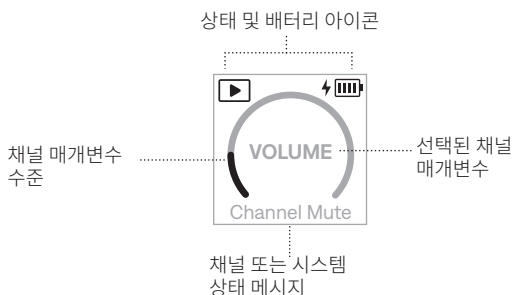 상태 및 배터리 아이콘
채널 매개변수
수준
VOLUME
선택된 채널
매개변수
Channel Mute
채널 또는 시스템
상태 메시지